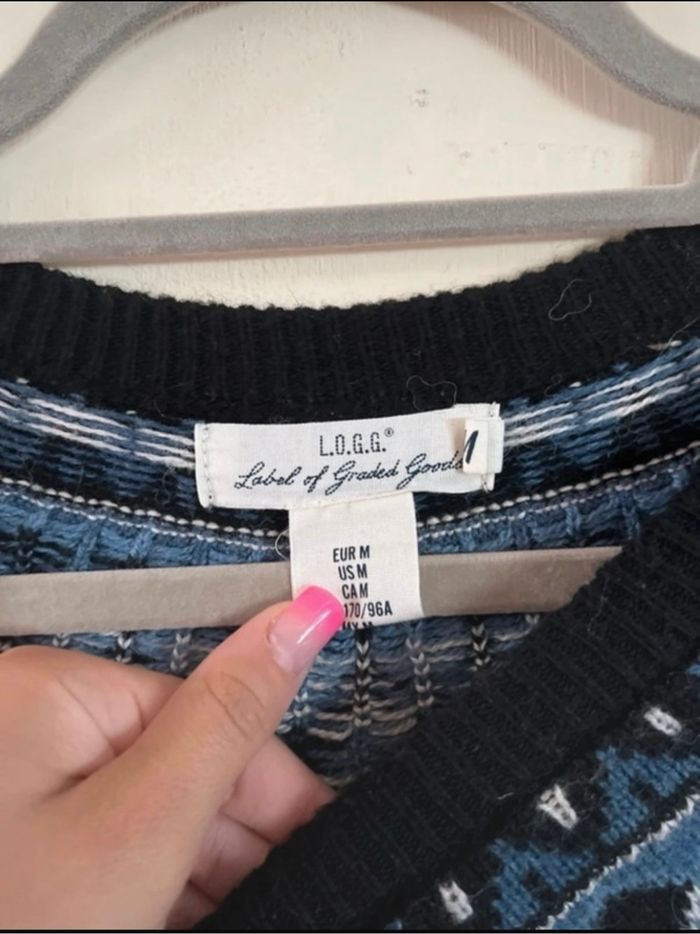 L.O.G.G.®
Label of Graded Goods
EUR M
US M
CA M
170/96A